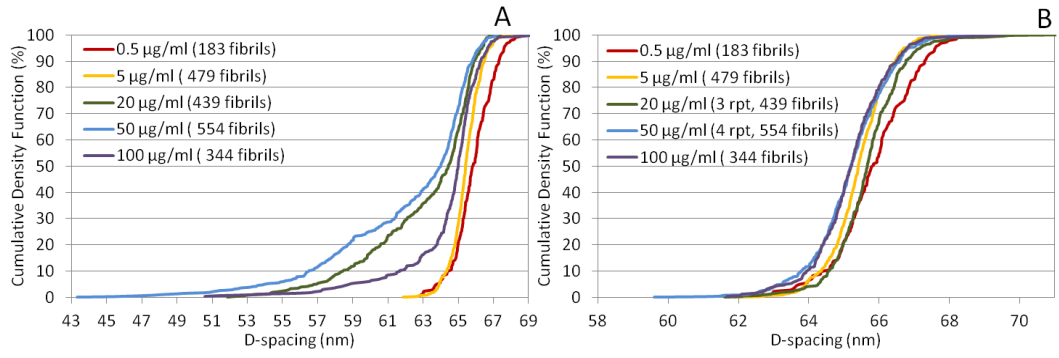 A
Cumulative Density Function (%)
100
90
80
70
60
50
40
30
20
10
0
0.5 µg/ml (183 fibrils)
5 µg/ml ( 479 fibrils)
20 µg/ml (439 fibrils)
50 µg/ml ( 554 fibrils)
100 µg/ml ( 344 fibrils)
43 45 47 49 51 53 55 57 59 61 63 65 67 69
D-spacing (nm)
B
Cumulative Density Function (%)
100
90
80
70
60
50
40
30
20
10
0
0.5 µg/ml (183 fibrils)
5 µg/ml ( 479 fibrils)
20 µg/ml (3 rpt, 439 fibrils)
50 µg/ml (4 rpt, 554 fibrils)
100 µg/ml ( 344 fibrils)
58 60 62 64 66 68 70
D-spacing (nm)